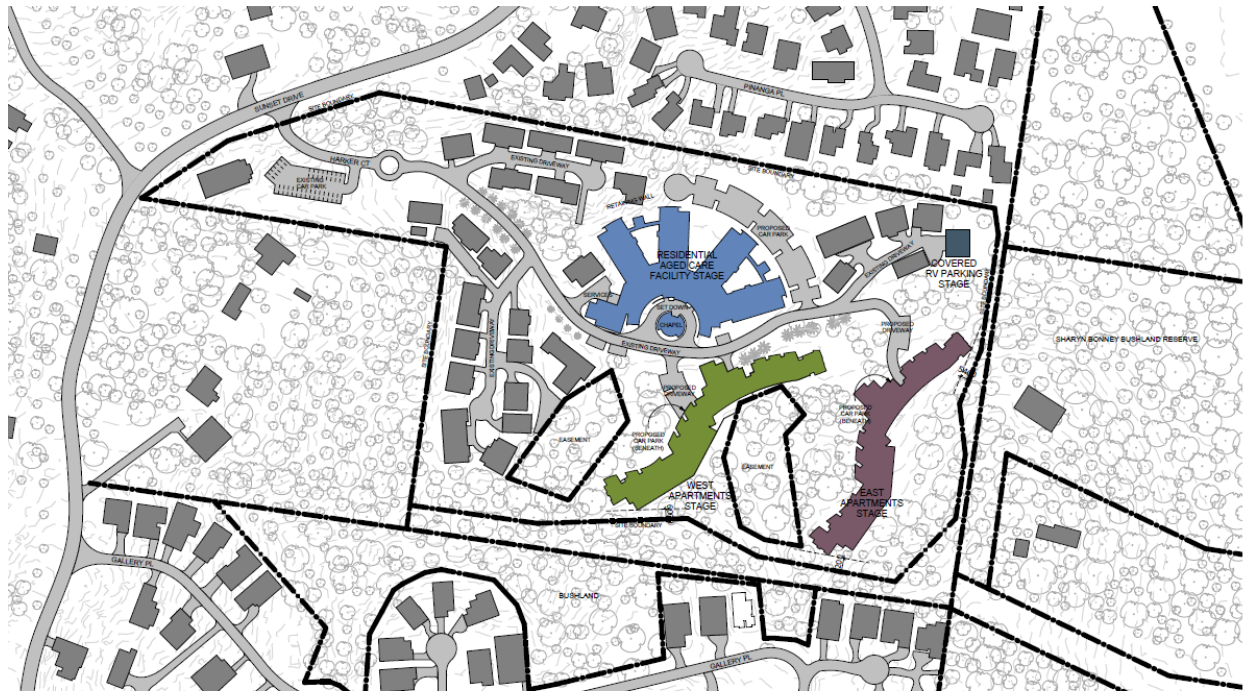 SUNSET DRIVE
SITE BOUNDARY
HARKER CT
EXISTING
CAR PARK
EXISTING DRIVEWAY
PINANGA PL
SITE BOUNDARY
RETAINING WALL
PROPOSED
CAR PARK
RESIDENTIAL
AGED CARE
FACILITY STAGE
EXISTING DRIVEWAY
COVERED
RV PARKING
STAGE
SERVICES
SET DOWN
CHAPEL
SITE BOUNDARY
EXISTING DRIVEWAY
PROPOSED
DRIVEWAY
SHARYN BONNEY BUSHLAND RESERVE
SITE BOUNDARY
EXISTING DRIVEWAY
PROPOSED
DRIVEWAY
PROPOSED
CAR PARK
(BENEATH)
PROPOSED
CAR PARK
(BENEATH)
EASEMENT
EASEMENT
WEST
APARTMENTS
STAGE
EAST
APARTMENTS
STAGE
SITE BOUNDARY
GALLERY PL
BUSHLAND
GALLERY PL